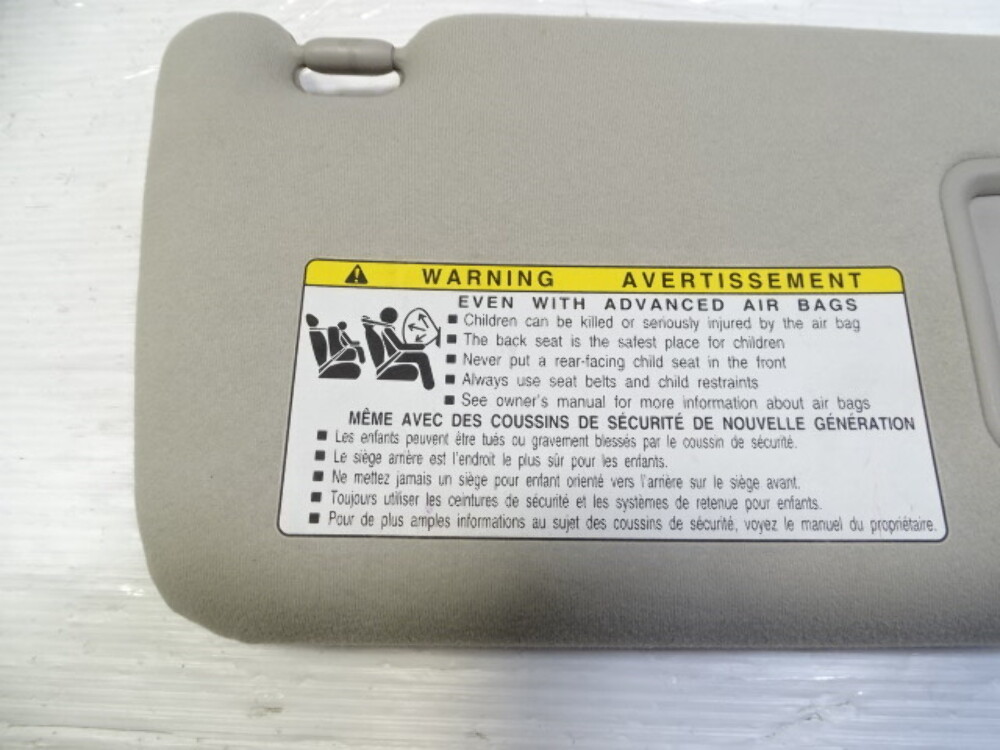 WARNING AVERTISSEMENT
EVEN WITH ADVANCED AIR BAGS
■ Children can be killed or seriously injured by the air bag
■ The back seat is the safest place for children
■ Never put a rear-facing child seat in the front
■ Always use seat belts and child restraints
■ See owner's manual for more information about air bags
MÊME AVEC DES COUSSINS DE SÉCURITÉ DE NOUVELLE GÉNÉRATION
■ Les enfants peuvent être tués ou gravement blessés par le coussin de sécurité.
■ Le siège arrière est l'endroit le plus sûr pour les enfants.
■ Ne mettez jamais un siège pour enfant orienté vers l'arrière sur le siège avant.
■ Toujours utiliser les ceintures de sécurité et les systèmes de retenue pour enfants.
■ Pour de plus amples informations au sujet des coussins de sécurité, voyez le manuel du propriétaire.